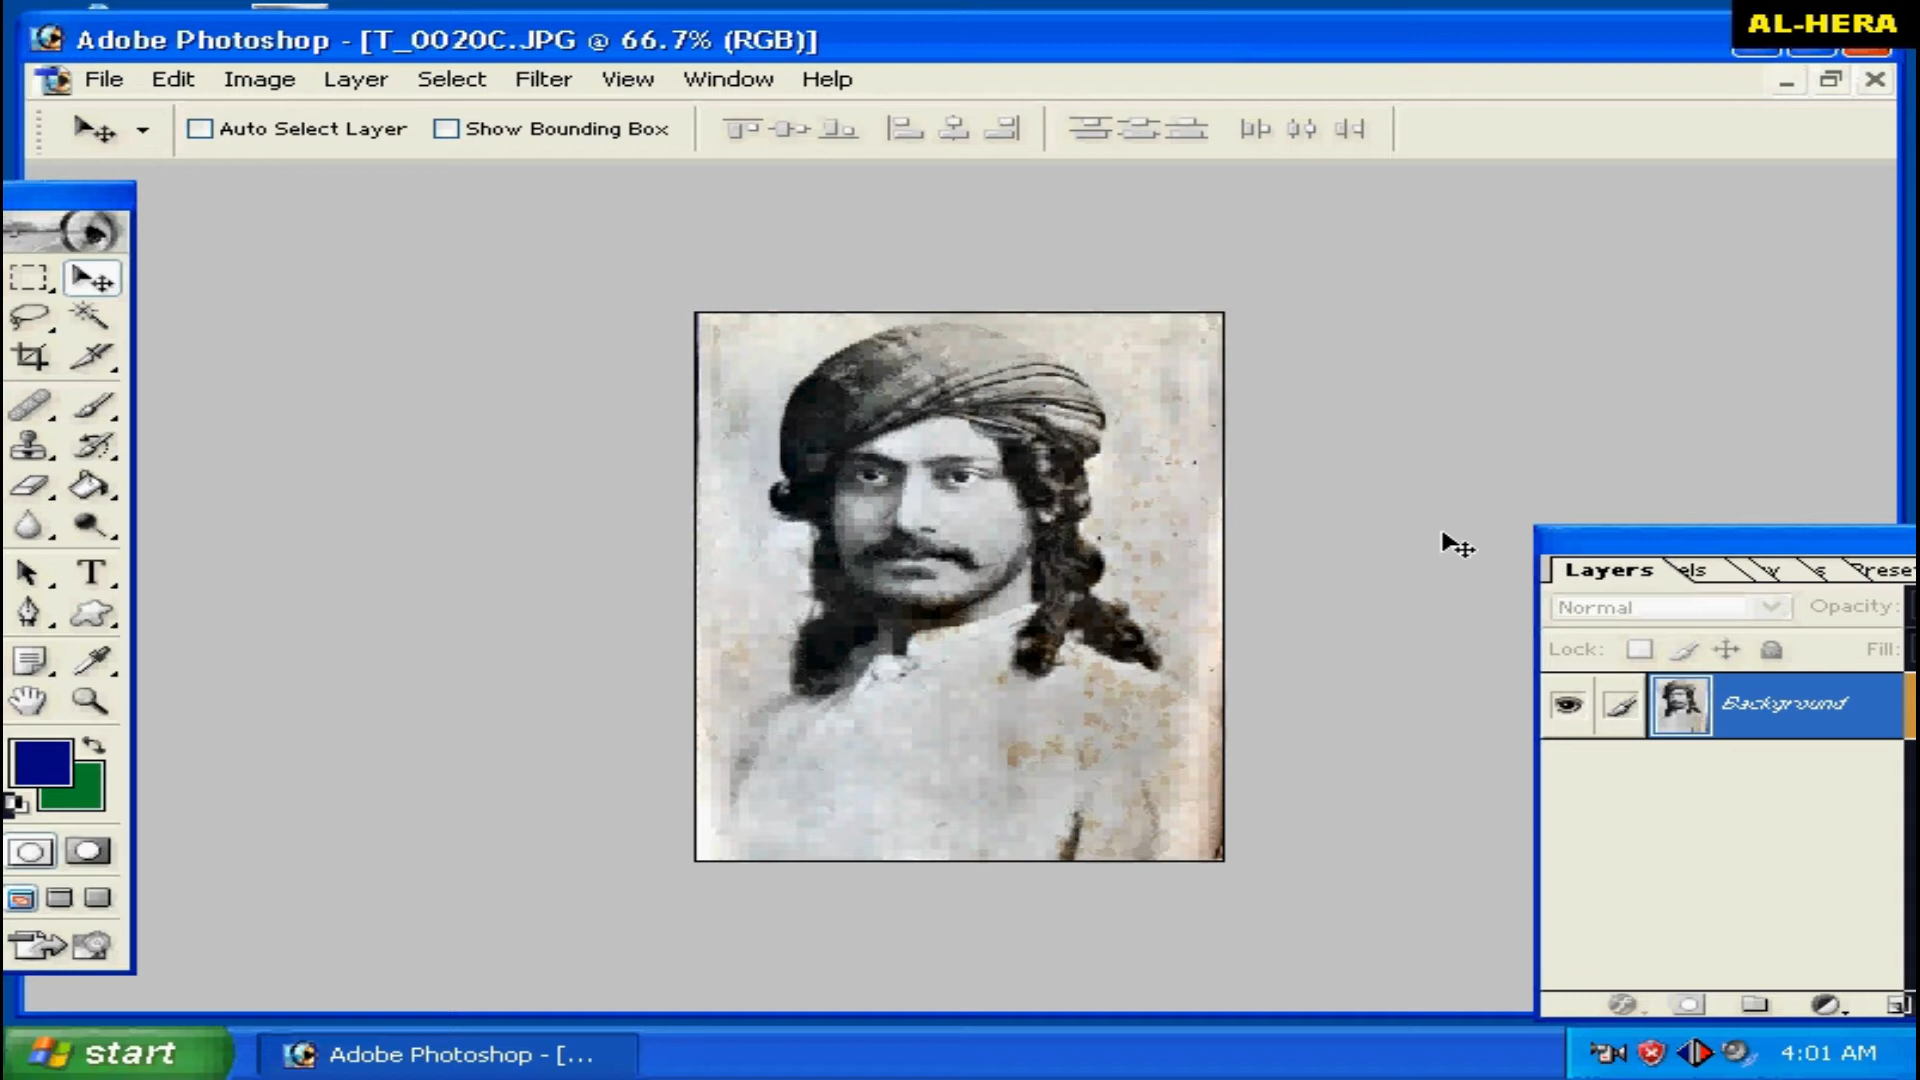 AL-HERA
Adobe Photoshop - [T_0020C.JPG @ 66.7% (RGB)]
File Edit Image Layer Select Filter View Window Help
Auto Select Layer Show Bounding Box
Layers els
Normal Opacity:
Lock: Fill:
Background
start Adobe Photoshop - [... 4:01 AM